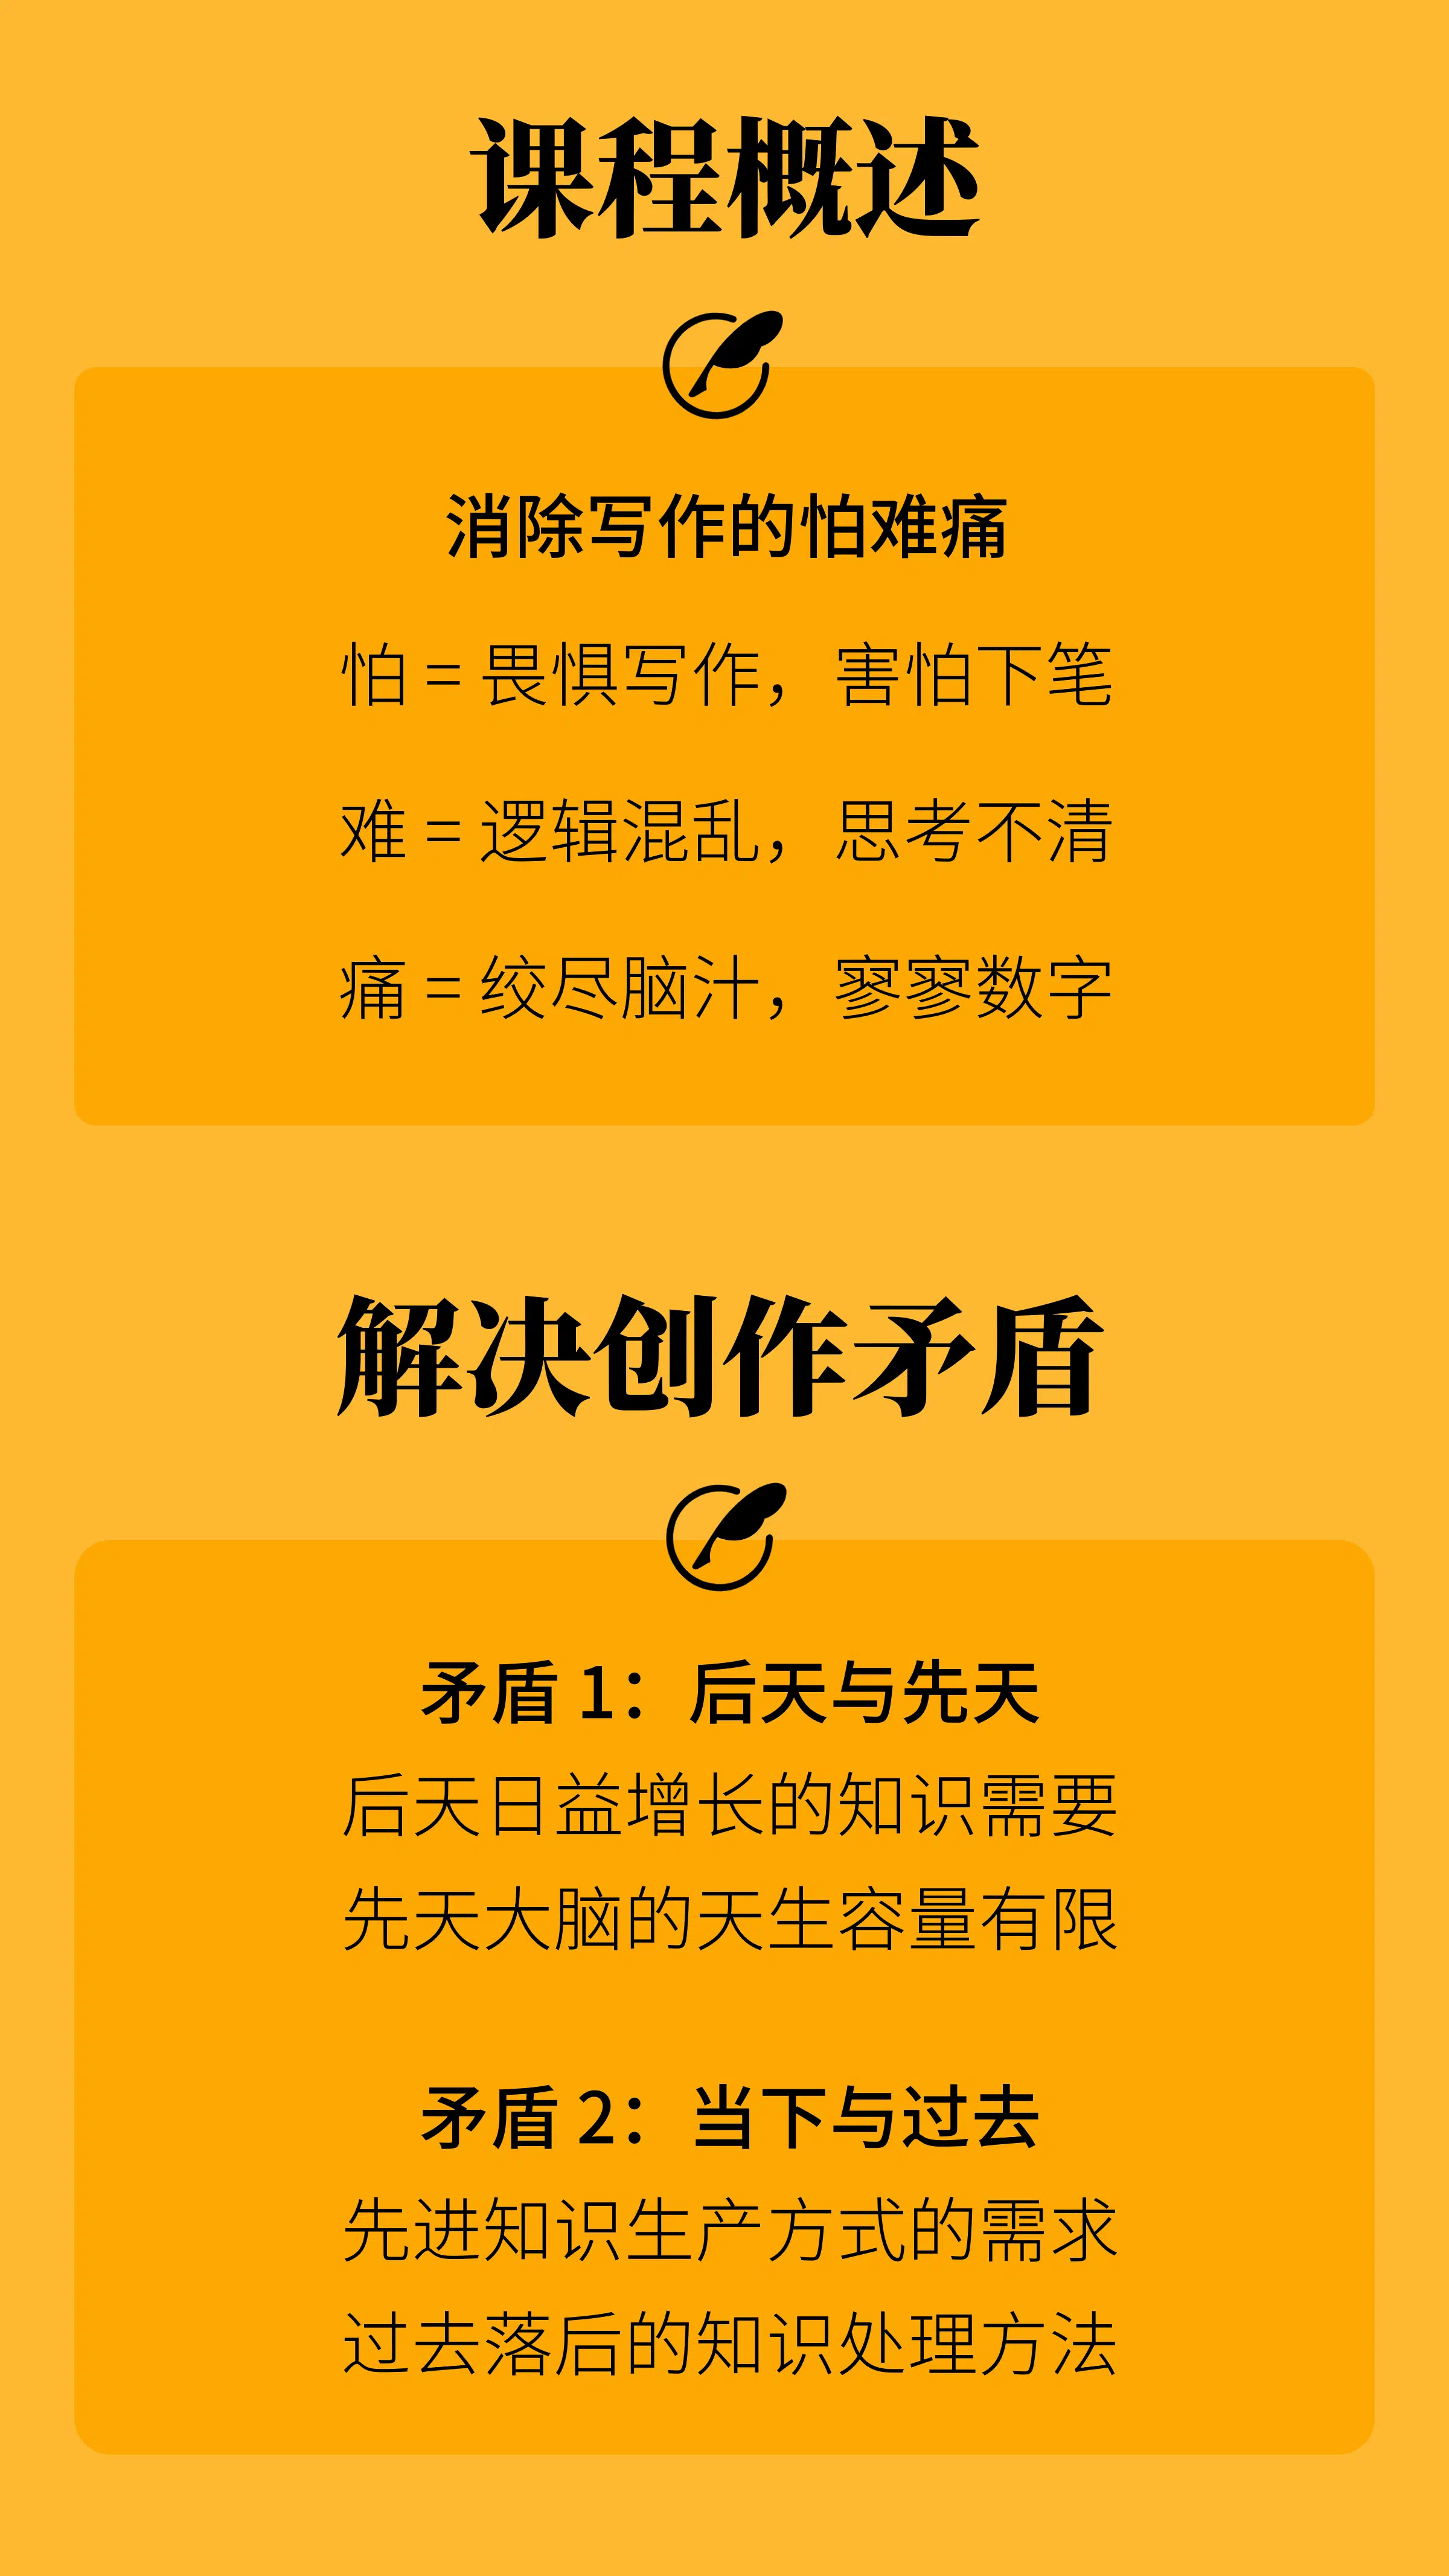 课程概述
消除写作的怕难痛
怕 = 畏惧写作，害怕下笔
难 = 逻辑混乱，思考不清
痛 = 绞尽脑汁，寥寥数字
解决创作矛盾
矛盾 1：后天与先天
后天日益增长的知识需要
先天大脑的天生容量有限
矛盾 2：当下与过去
先进知识生产方式的需求
过去落后的知识处理方法